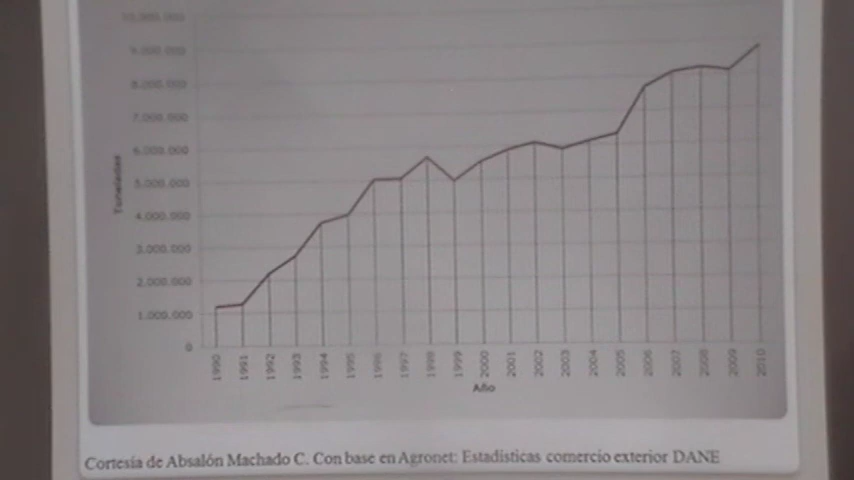 10.000.000
9.000.000
8.000.000
7.000.000
6.000.000
5.000.000
4.000.000
3.000.000
2.000.000
1.000.000
0
Toneladas
1990 1991 1992 1993 1994 1995 1996 1997 1998 1999 2000 2001 2002 2003 2004 2005 2006 2007 2008 2009 2010
Año
Cortesía de Absalón Machado C. Con base en Agronet: Estadísticas comercio exterior DANE